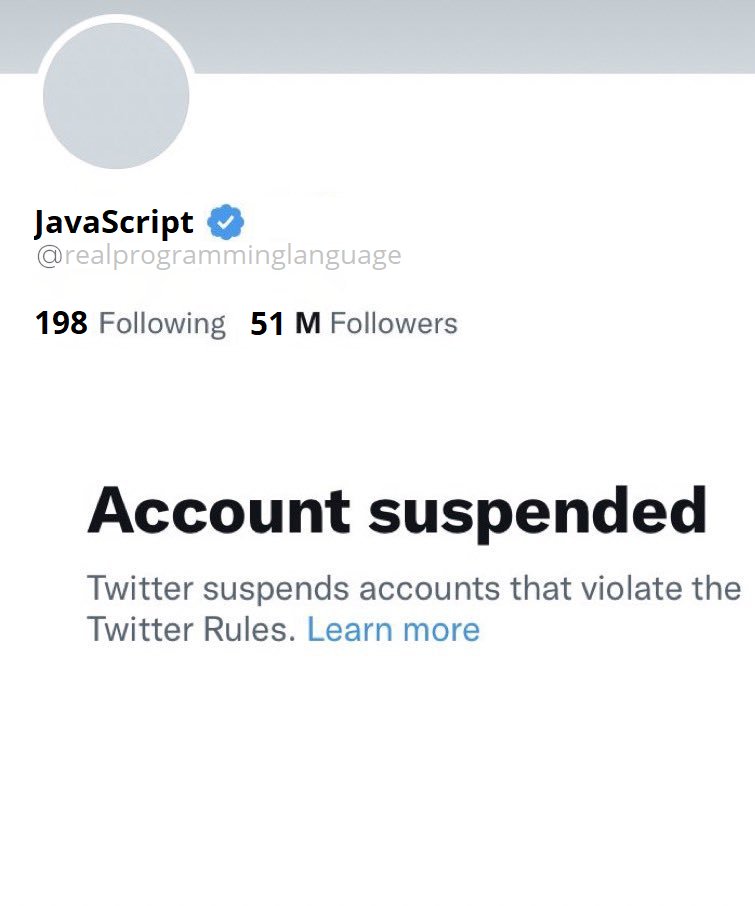 JavaScript
@realprogramminglanguage
198 Following 51 M Followers
Account suspended
Twitter suspends accounts that violate the
Twitter Rules. Learn more